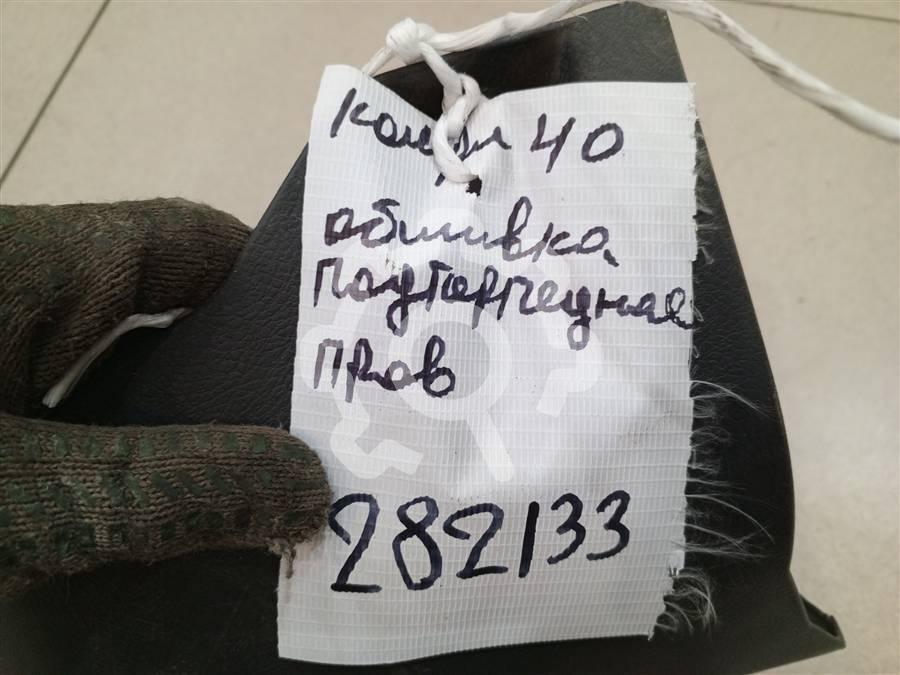 Камри 40
обшивка
Подторпедная
Прав
282133